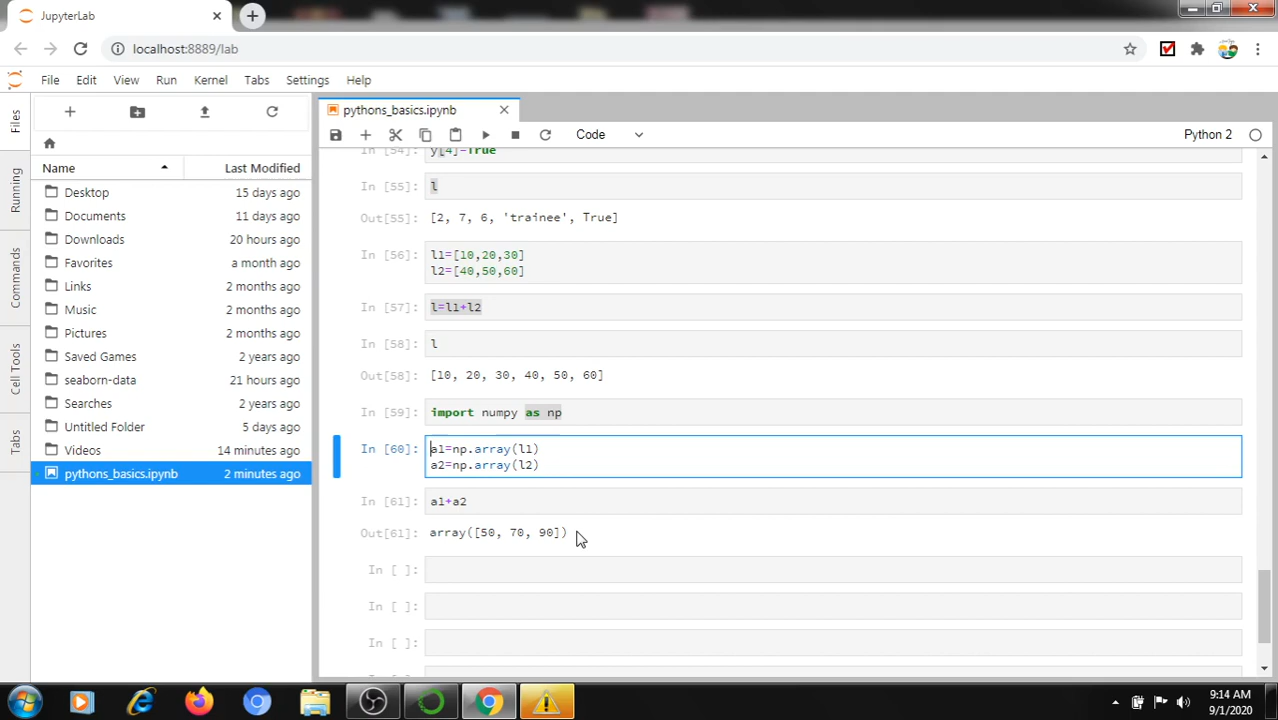 JupyterLab
localhost:8889/lab
File Edit View Run Kernel Tabs Settings Help
Files
Running
Commands
Cell Tools
Tabs
Name Last Modified
Desktop 15 days ago
Documents 11 days ago
Downloads 20 hours ago
Favorites a month ago
Links 2 months ago
Music 2 months ago
Pictures 2 months ago
Saved Games 2 years ago
seaborn-data 21 hours ago
Searches 2 years ago
Untitled Folder 5 days ago
Videos 14 minutes ago
pythons_basics.ipynb 2 minutes ago
pythons_basics.ipynb
Code Python 2
In [54]: y[4]=True
In [55]: l
Out[55]: [2, 7, 6, 'trainee', True]
In [56]: l1=[10,20,30]
l2=[40,50,60]
In [57]: l=l1+l2
In [58]: l
Out[58]: [10, 20, 30, 40, 50, 60]
In [59]: import numpy as np
In [60]: a1=np.array(l1)
a2=np.array(l2)
In [61]: a1+a2
Out[61]: array([50, 70, 90])
In [ ]:
In [ ]:
In [ ]:
9:14 AM
9/1/2020